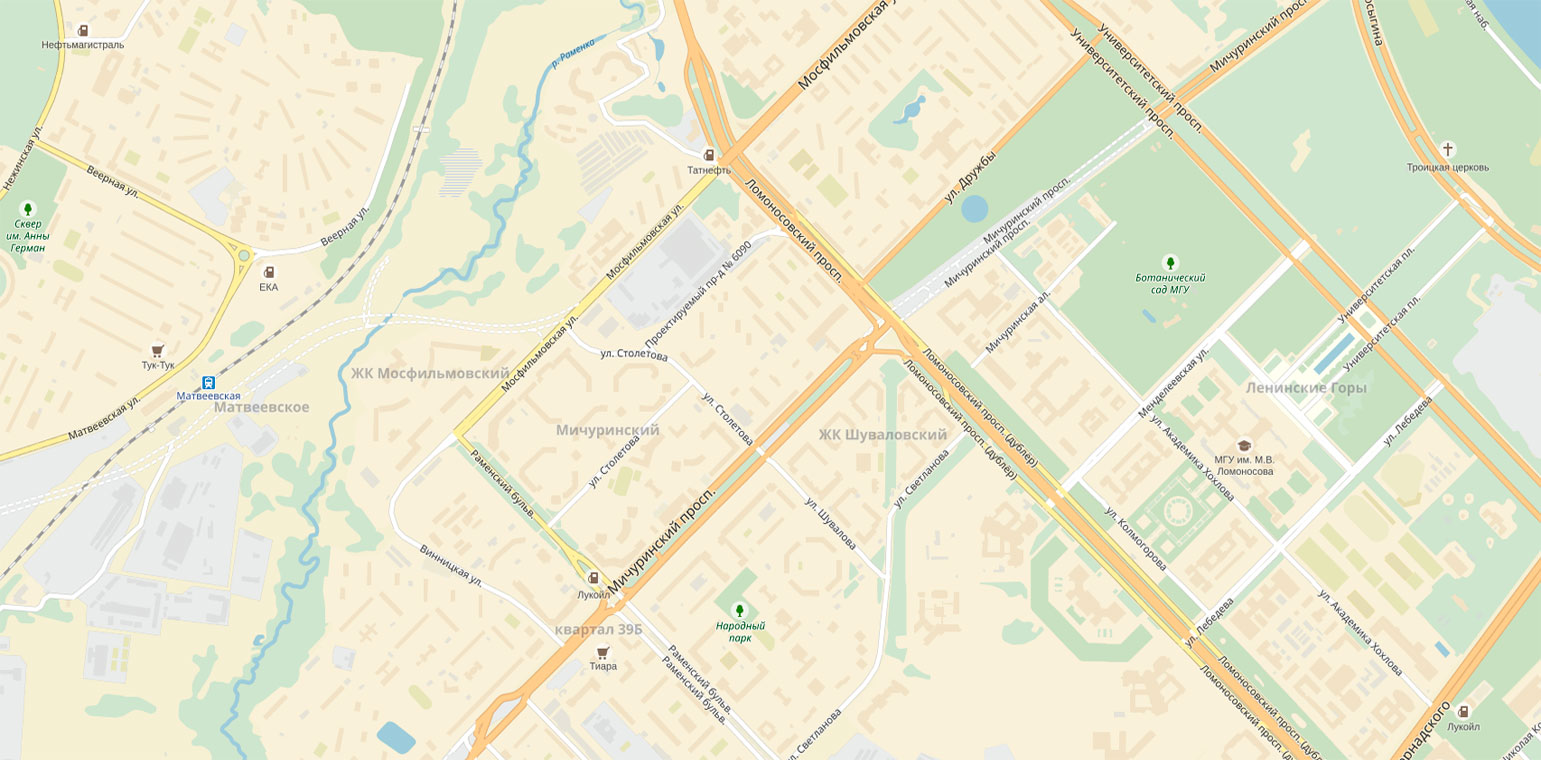 Нефтьмагистраль
р. Раменка
Мосфильмовская
Университетский просп.
Университетский просп.
Мичуринский просп.
Нежинская ул.
Веерная ул.
Татнефть
Троицкая церковь
Сквер
им. Анны
Герман
Веерная ул.
ЕКА
Мосфильмовская ул.
Ломоносовский просп.
ул. Дружбы
Мичуринский просп.
Мичуринский просп.
Ботанический
сад МГУ
Проектируемый пр-д № 6090
Мичуринская ал.
Университетская пл.
Университетская пл.
Тук-Тук
Матвеевская
Матвеевское
Матвеевская ул.
ЖК Мосфильмовский
Мосфильмовская ул.
ул. Столетова
ул. Столетова
ул. Столетова
Мичуринский
ЖК Шуваловский
Ломоносовский просп. (дублёр)
Ломоносовский просп. (дублёр)
Менделеевская ул.
Ленинские Горы
ул. Лебедева
ул. Академика Хохлова
МГУ им. М.В.
Ломоносова
Раменский бульв.
ул. Светланова
ул. Шувалова
Мичуринский просп.
ул. Колмогорова
Винницкая ул.
Лукойл
Народный
парк
квартал 39Б
Тиара
Раменский бульв.
Раменский бульв.
ул. Лебедева
ул. Академика Хохлова
Ломоносовский просп. (дублёр)
Ломоносовский просп.
ул. Светланова
Лукойл